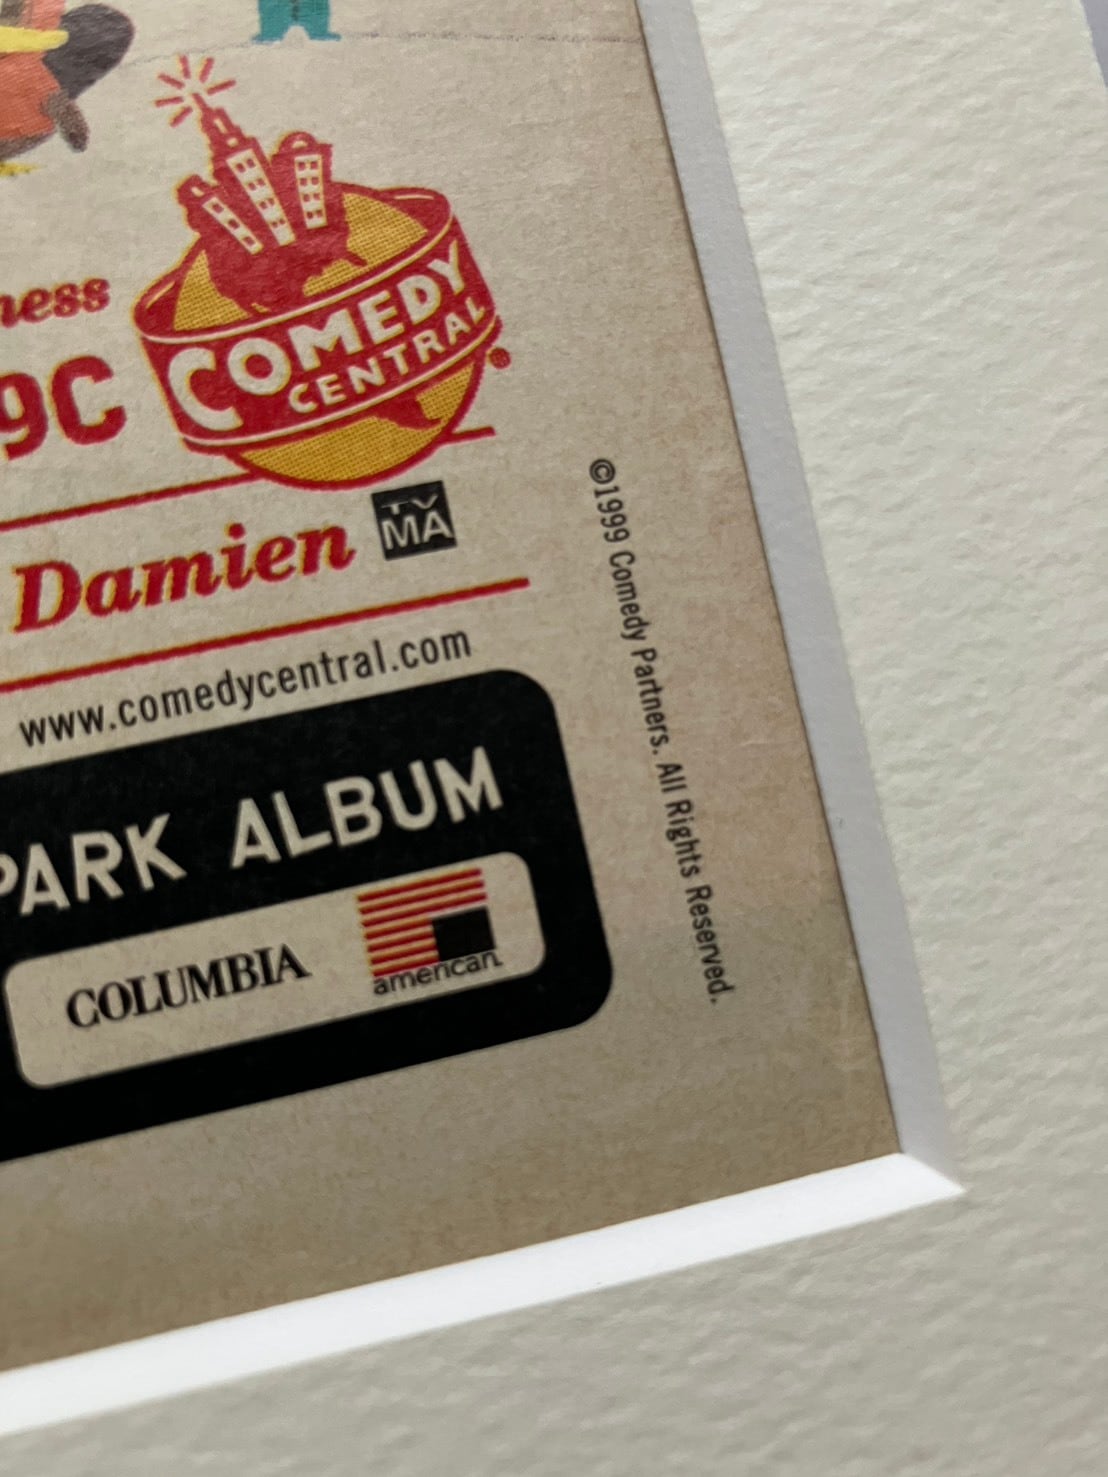 ness
COMEDY
CENTRAL
9C
Damien
TV
MA
www.comedycentral.com
PARK ALBUM
COLUMBIA
american
©1999 Comedy Partners. All Rights Reserved.